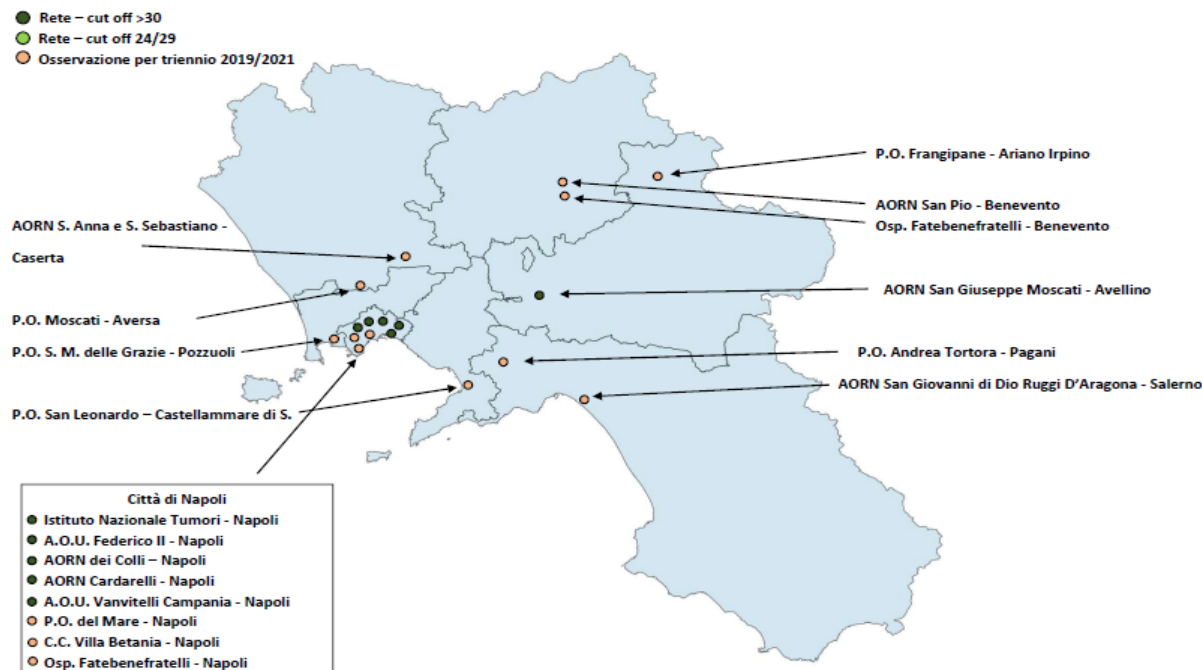 Rete – cut off >30
Rete – cut off 24/29
Osservazione per triennio 2019/2021
P.O. Frangipane - Ariano Irpino
AORN San Pio - Benevento
Osp. Fatebenefratelli - Benevento
AORN S. Anna e S. Sebastiano -
Caserta
AORN San Giuseppe Moscati - Avellino
P.O. Moscati - Aversa
P.O. S. M. delle Grazie - Pozzuoli
P.O. Andrea Tortora - Pagani
AORN San Giovanni di Dio Ruggi D'Aragona - Salerno
P.O. San Leonardo – Castellammare di S.
Città di Napoli
Istituto Nazionale Tumori - Napoli
A.O.U. Federico II - Napoli
AORN dei Colli – Napoli
AORN Cardarelli - Napoli
A.O.U. Vanvitelli Campania - Napoli
P.O. del Mare - Napoli
C.C. Villa Betania - Napoli
Osp. Fatebenefratelli - Napoli